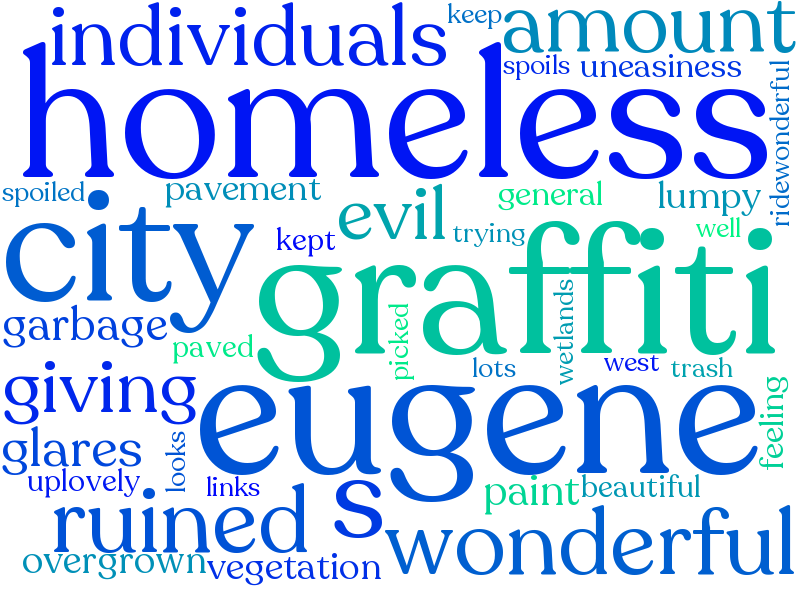 individuals
keep
amount
spoils
uneasiness
homeless
ridewonderful
spoiled
pavement
general
lumpy
evil
city
kept
trying
well
graffiti
garbage
paved
picked
wetlands
lots
west
trash
giving
eugene
feeling
glares
looks
uplovely
links
s
paint
beautiful
ruined
wonderful
overgrown
vegetation